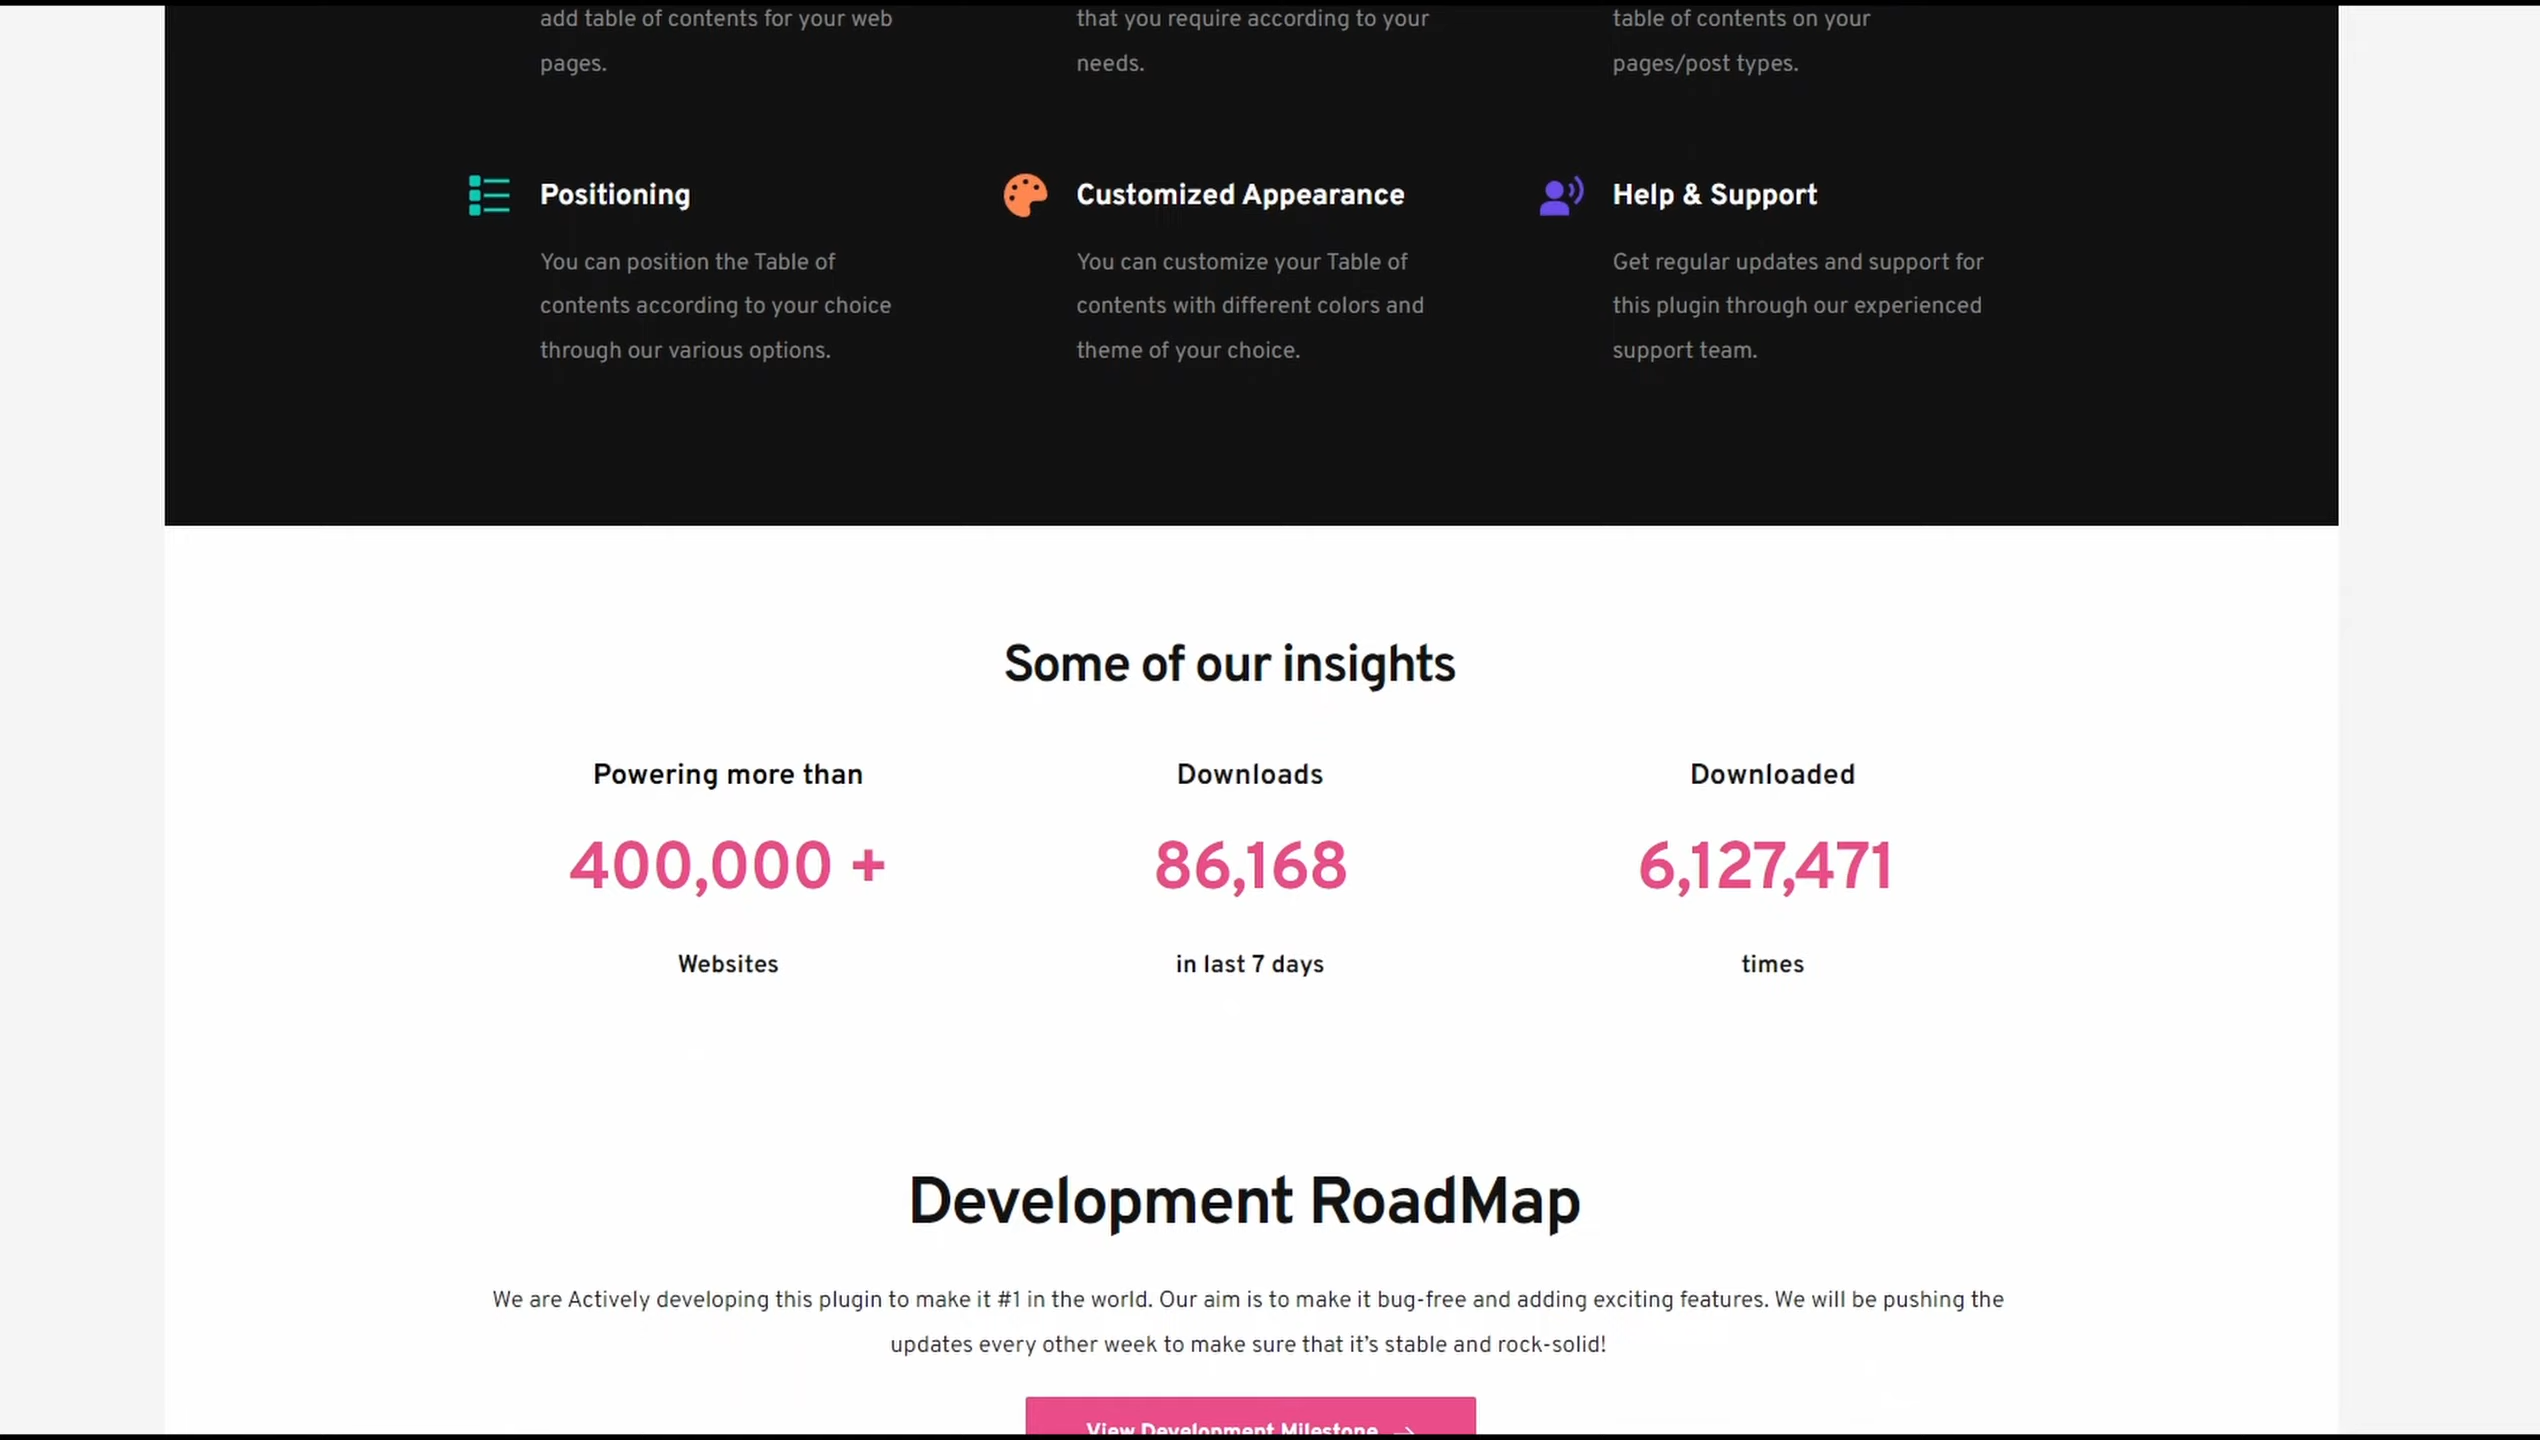 add table of contents for your web
pages.
that you require according to your
needs.
table of contents on your
pages/post types.
Positioning
You can position the Table of
contents according to your choice
through our various options.
Customized Appearance
You can customize your Table of
contents with different colors and
theme of your choice.
Help & Support
Get regular updates and support for
this plugin through our experienced
support team.
Some of our insights
Powering more than
400,000 +
Websites
Downloads
86,168
in last 7 days
Downloaded
6,127,471
times
Development RoadMap
We are Actively developing this plugin to make it #1 in the world. Our aim is to make it bug-free and adding exciting features. We will be pushing the
updates every other week to make sure that it's stable and rock-solid!
View Development Milestone →